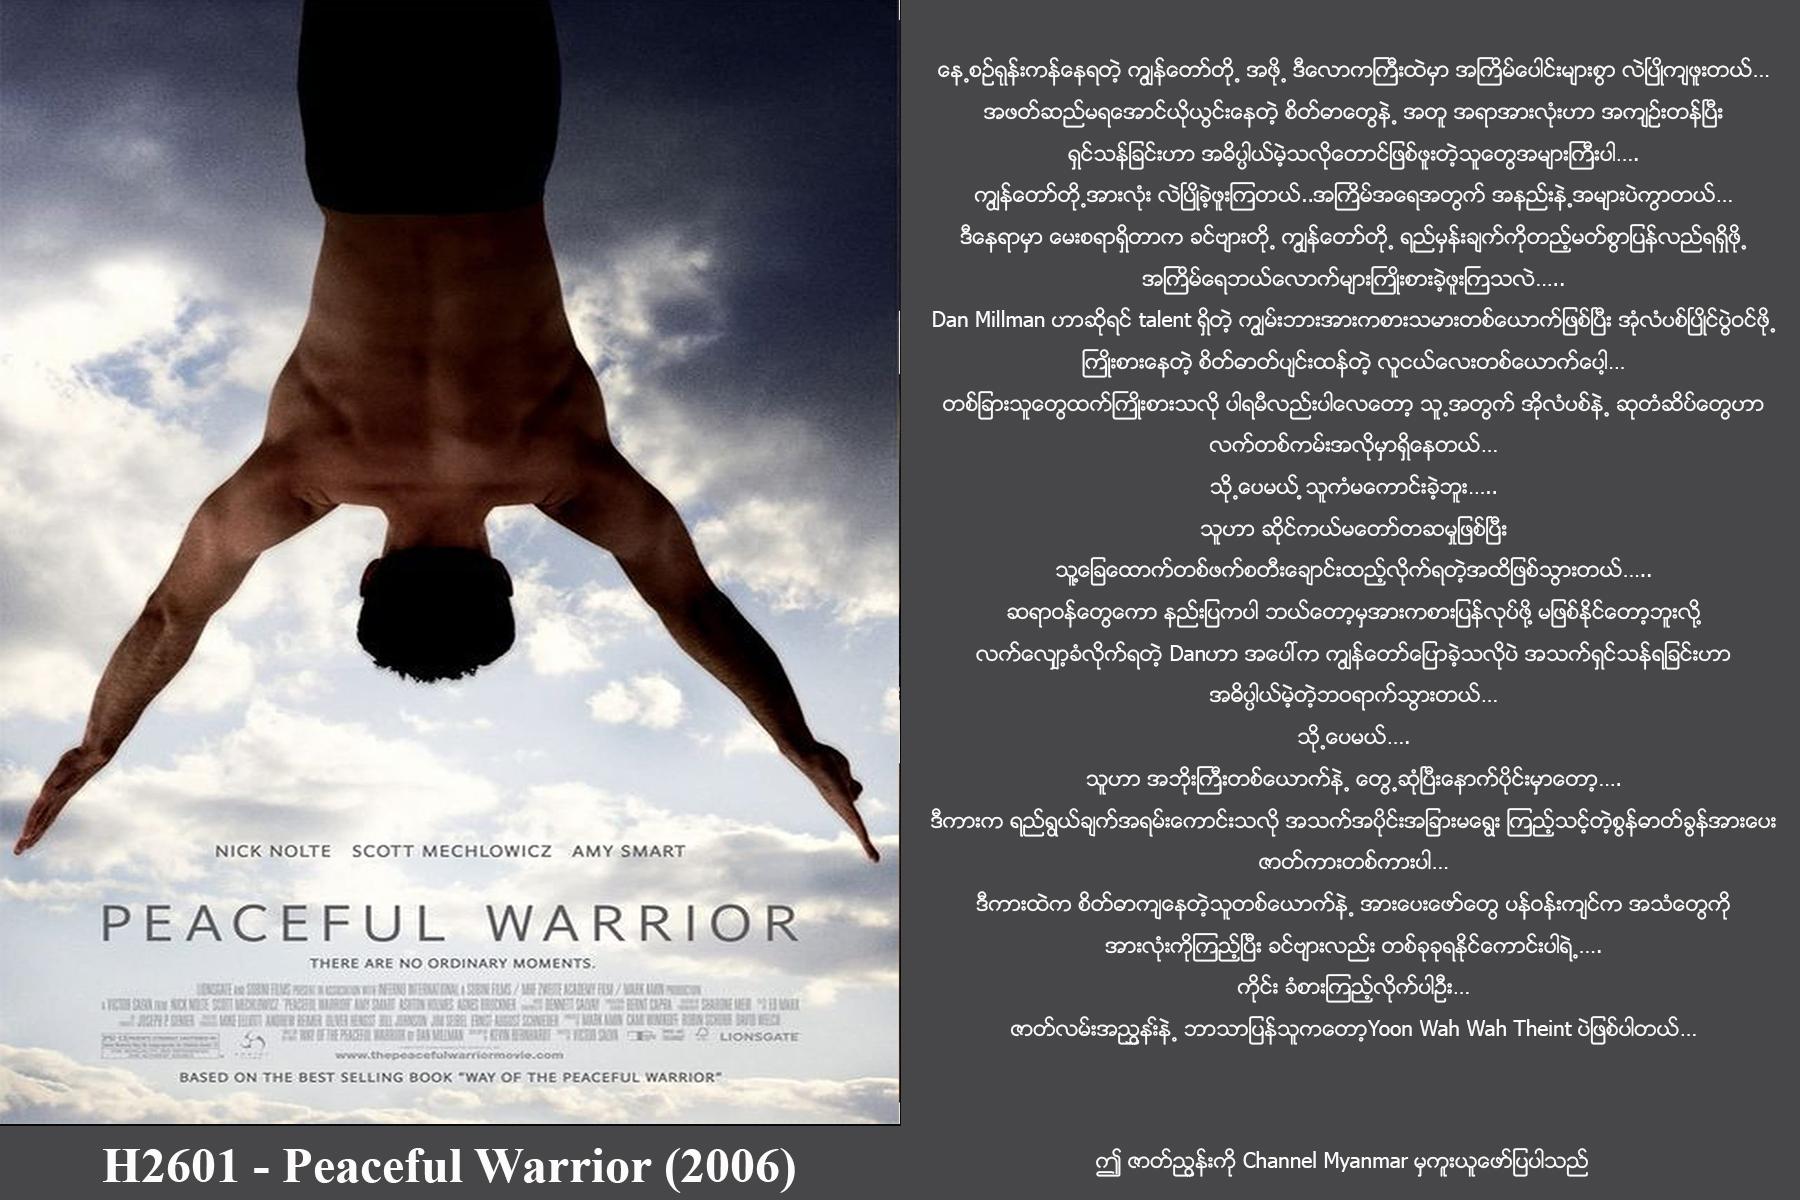 NICK NOLTE SCOTT MECHLOWICZ AMY SMART
PEACEFUL WARRIOR
THERE ARE NO ORDINARY MOMENTS.
LIONSGATE
www.thepeacefulwarriormovie.com
BASED ON THE BEST SELLING BOOK "WAY OF THE PEACEFUL WARRIOR"
H2601 - Peaceful Warrior (2006)
နေ့စဉ်ရုန်းကန်နေရတဲ့ ကျွန်တော်တို့ အဖို့ ဒီလောကကြီးထဲမှာ အကြိမ်ပေါင်းများစွာ လဲပြိုကျဖူးတယ်...
အဖတ်ဆည်မရအောင်ယိုယွင်းနေတဲ့ စိတ်ဓာတွေနဲ့ အတူ အရာအားလုံးဟာ အကျဉ်းတန်ပြီး
ရှင်သန်ခြင်းဟာ အဓိပ္ပါယ်မဲ့သလိုတောင်ဖြစ်ဖူးတဲ့သူတွေအများကြီးပါ....
ကျွန်တော်တို့အားလုံး လဲပြိုခဲ့ဖူးကြတယ်..အကြိမ်အရေအတွက် အနည်းနဲ့အများပဲကွာတယ်...
ဒီနေရာမှာ မေးစရာရှိတာက ခင်ဗျားတို့ ကျွန်တော်တို့ ရည်မှန်းချက်ကိုတည့်မတ်စွာပြန်လည်ရရှိဖို့
အကြိမ်ရေဘယ်လောက်များကြိုးစားခဲ့ဖူးကြသလဲ.....
Dan Millman ဟာဆိုရင် talent ရှိတဲ့ ကျွမ်းဘားအားကစားသမားတစ်ယောက်ဖြစ်ပြီး အုံလံပစ်ပြိုင်ပွဲဝင်ဖို့
ကြိုးစားနေတဲ့ စိတ်ဓာတ်ပျင်းထန်တဲ့ လူငယ်လေးတစ်ယောက်ပေါ့...
တစ်ခြားသူတွေထက်ကြိုးစားသလို ပါရမီလည်းပါလေတော့ သူ့အတွက် အိုလံပစ်နဲ့ ဆုတံဆိပ်တွေဟာ
လက်တစ်ကမ်းအလိုမှာရှိနေတယ်...
သို့ပေမယ့် သူကံမကောင်းခဲ့ဘူး.....
သူဟာ ဆိုင်ကယ်မတော်တဆမှုဖြစ်ပြီး
သူ့ခြေထောက်တစ်ဖက်စတီးချောင်းထည့်လိုက်ရတဲ့အထိဖြစ်သွားတယ်.....
ဆရာဝန်တွေကော နည်းပြကပါ ဘယ်တော့မှအားကစားပြန်လုပ်ဖို့ မဖြစ်နိုင်တော့ဘူးလို့
လက်လျှော့ခံလိုက်ရတဲ့ Danဟာ အပေါ်က ကျွန်တော်ပြောခဲ့သလိုပဲ အသက်ရှင်သန်ရခြင်းဟာ
အဓိပ္ပါယ်မဲ့တဲ့ဘဝရာက်သွားတယ်...
သို့ပေမယ်....
သူဟာ အဘိုးကြီးတစ်ယောက်နဲ့ တွေ့ဆုံပြီးနောက်ပိုင်းမှာတော့....
ဒီကားက ရည်ရွယ်ချက်အရမ်းကောင်းသလို အသက်အပိုင်းအခြားမရွေး ကြည့်သင့်တဲ့စွန်ဓာတ်ခွန်အားပေး
ဇာတ်ကားတစ်ကားပါ...
ဒီကားထဲက စိတ်ဓာကျနေတဲ့သူတစ်ယောက်နဲ့ အားပေးဖော်တွေ ပန်ဝန်းကျင်က အသံတွေကို
အားလုံးကိုကြည့်ပြီး ခင်ဗျားလည်း တစ်ခုခုရနိုင်ကောင်းပါရဲ့....
ကိုင်း ခံစားကြည့်လိုက်ပါဦး...
ဇာတ်လမ်းအညွှန်းနဲ့ ဘာသာပြန်သူကတော့Yoon Wah Wah Theint ပဲဖြစ်ပါတယ်...
ဤ ဇာတ်ညွှန်းကို Channel Myanmar မှကူးယူဖော်ပြပါသည်